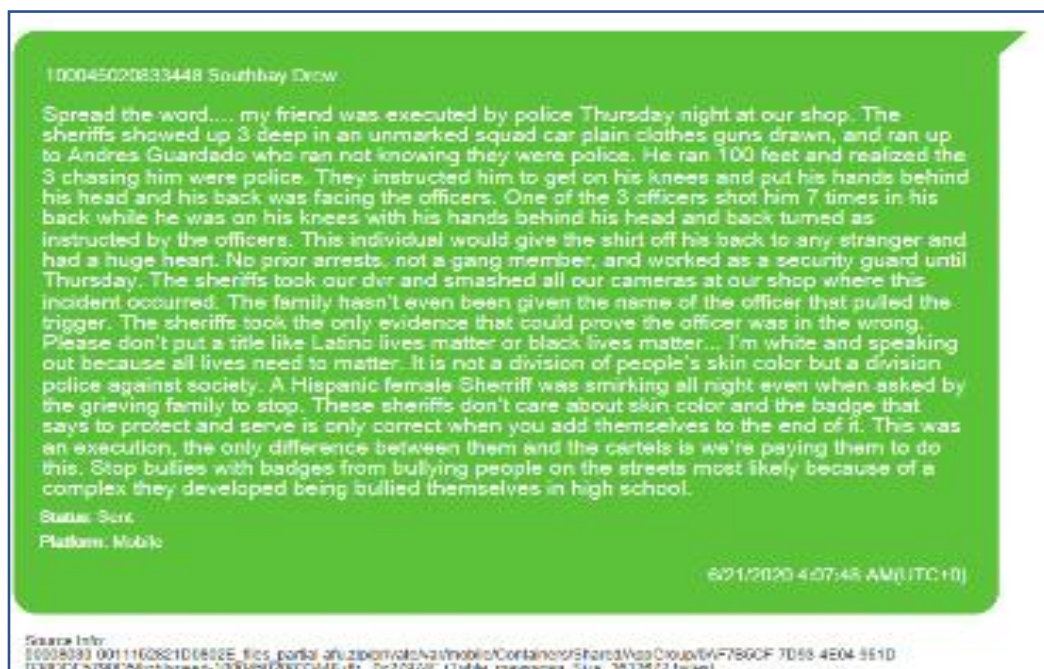 100045020833448 Southbay Drew
Spread the word.... my friend was executed by police Thursday night at our shop. The
sheriffs showed up 3 deep in an unmarked squad car plain clothes guns drawn, and ran up
to Andres Guardado who ran not knowing they were police. He ran 100 feet and realized the
3 chasing him were police. They instructed him to get on his knees and put his hands behind
his head and his back was facing the officers. One of the 3 officers shot him 7 times in his
back while he was on his knees with his hands behind his head and back turned as
instructed by the officers. This individual would give the shirt off his back to any stranger and
had a huge heart. No prior arrests, not a gang member, and worked as a security guard until
Thursday. The sheriffs took our dvr and smashed all our cameras at our shop where this
incident occurred. The family hasn't even been given the name of the officer that pulled the
trigger. The sheriffs took the only evidence that could prove the officer was in the wrong.
Please don't put a title like Latino lives matter or black lives matter... I'm white and speaking
out because all lives need to matter. It is not a division of people's skin color but a division
police against society. A Hispanic female Sherriff was smirking all night even when asked by
the grieving family to stop. These sheriffs don't care about skin color and the badge that
says to protect and serve is only correct when you add themselves to the end of it. This was
an execution, the only difference between them and the cartels is we're paying them to do
this. Stop bullies with badges from bullying people on the streets most likely because of a
complex they developed being bullied themselves in high school.
Status: Sent
Platform: Mobile
6/21/2020 4:07:48 AM(UTC+0)
Source Info: